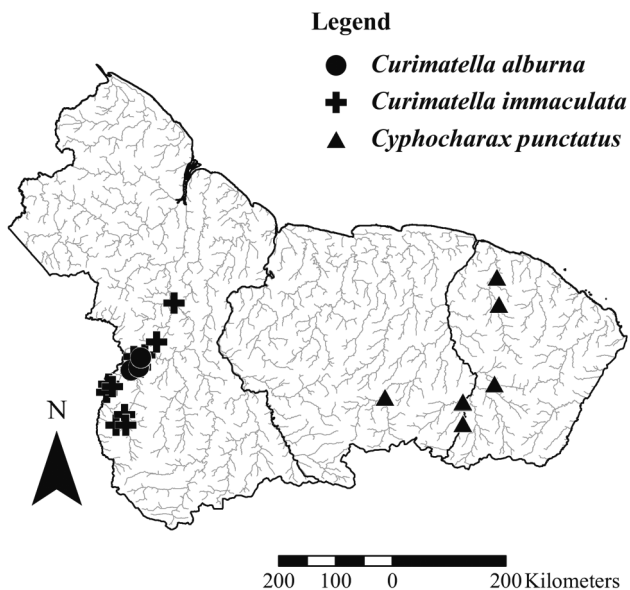 Legend
Curimatella alburna
Curimatella immaculata
Cyphocharax punctatus
N
200 100 0 200 Kilometers